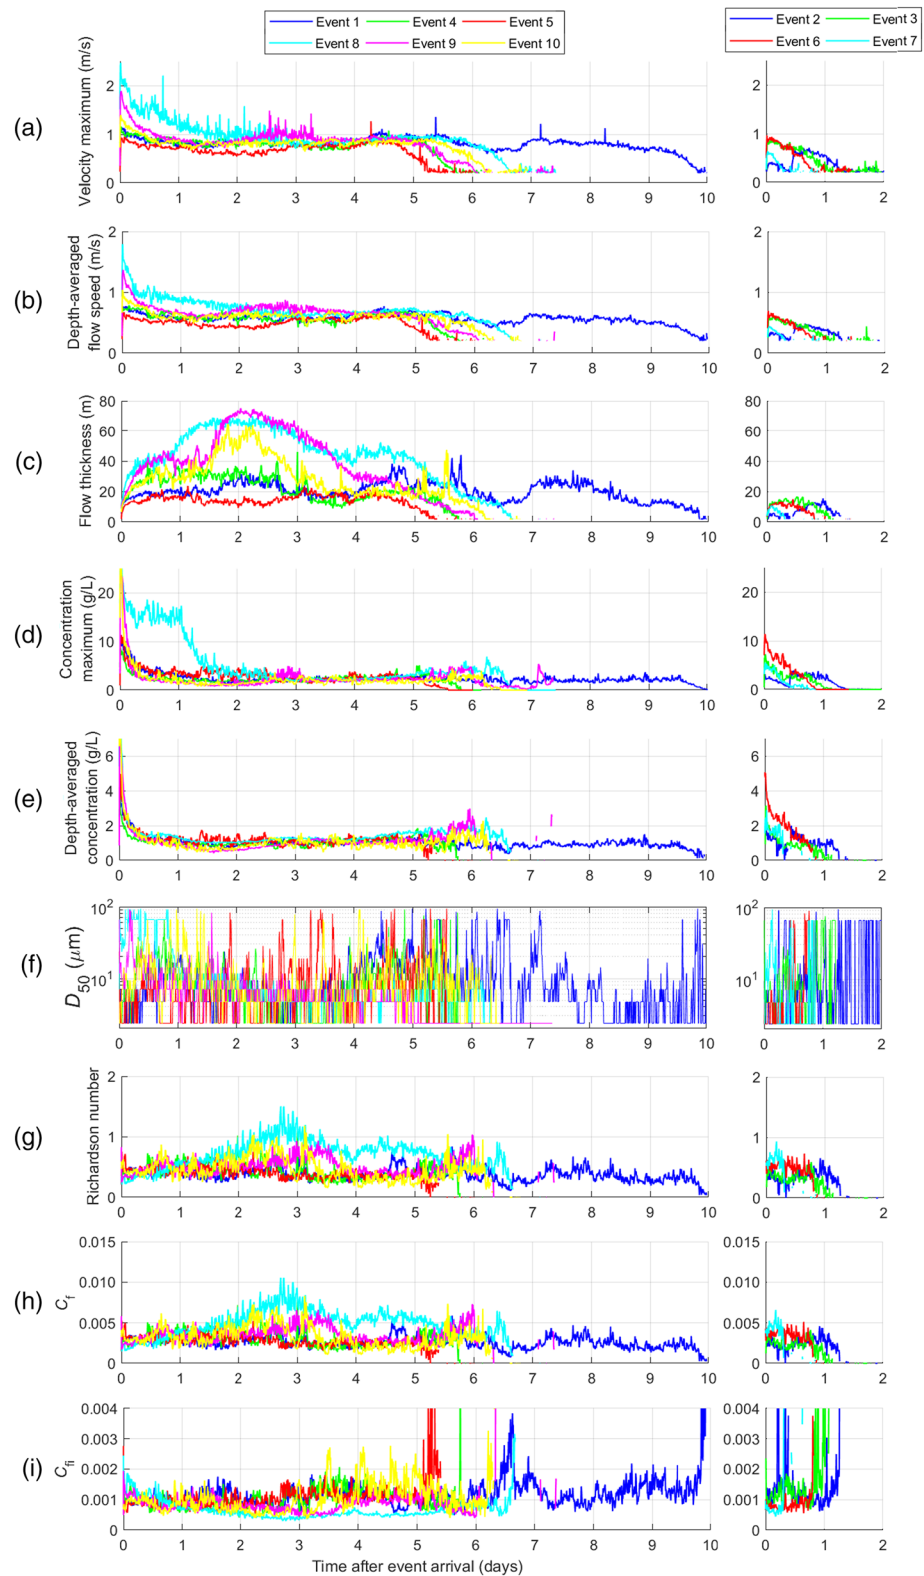 Event 1 Event 4 Event 5
Event 8 Event 9 Event 10
Event 2 Event 3
Event 6 Event 7
(a)
Velocity maximum (m/s)
2
1
0
0 1 2 3 4 5 6 7 8 9 10
2
1
0
0 1 2
(b)
Depth-averaged
flow speed (m/s)
2
1
0
0 1 2 3 4 5 6 7 8 9 10
2
1
0
0 1 2
(c)
Flow thickness (m)
80
60
40
20
0
0 1 2 3 4 5 6 7 8 9 10
80
60
40
20
0
0 1 2
(d)
Concentration
maximum (g/L)
20
10
0
0 1 2 3 4 5 6 7 8 9 10
20
10
0
0 1 2
(e)
Depth-averaged
concentration (g/L)
6
4
2
0
0 1 2 3 4 5 6 7 8 9 10
6
4
2
0
0 1 2
(f)
D50 (μm)
10²
10¹
0 1 2 3 4 5 6 7 8 9 10
10²
10¹
0 1 2
(g)
Richardson number
2
1
0
0 1 2 3 4 5 6 7 8 9 10
2
1
0
0 1 2
(h)
Cf
0.015
0.010
0.005
0
0 1 2 3 4 5 6 7 8 9 10
0.015
0.010
0.005
0
0 1 2
(i)
Cfi
0.004
0.003
0.002
0.001
0
0 1 2 3 4 5 6 7 8 9 10
0.004
0.003
0.002
0.001
0
0 1 2
Time after event arrival (days)